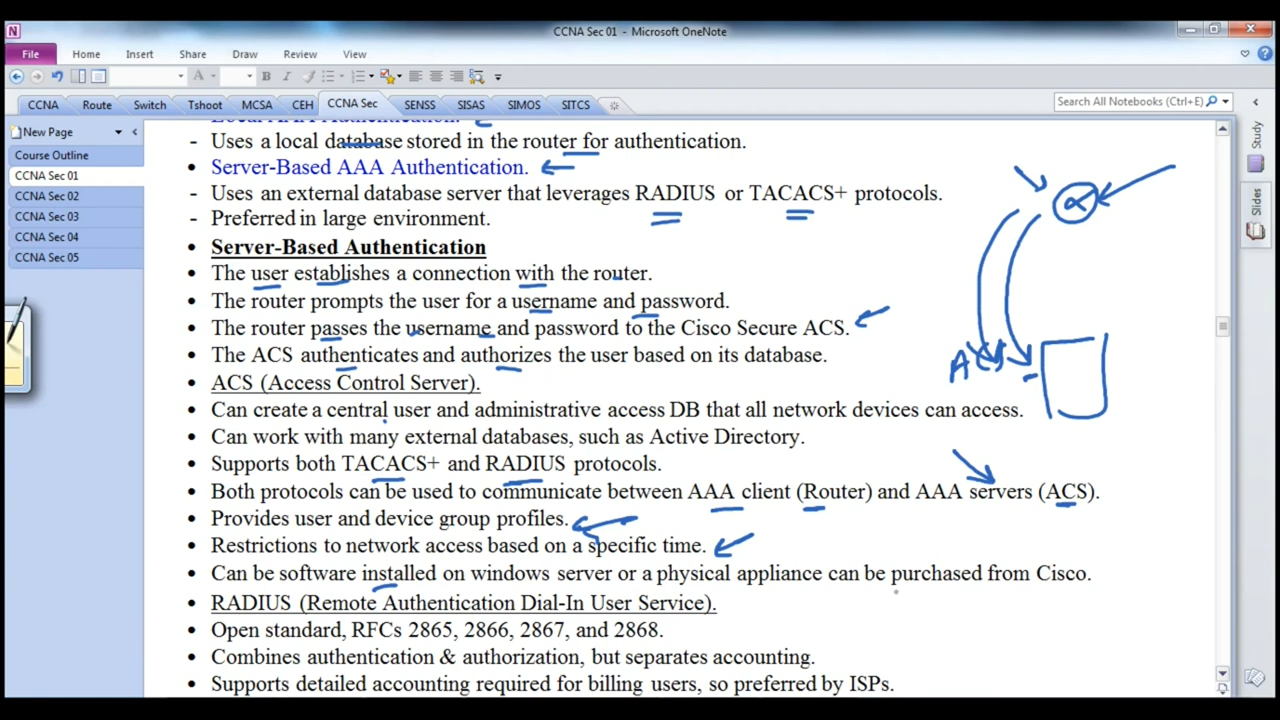 CCNA Sec 01 - Microsoft OneNote
File Home Insert Share Draw Review View
CCNA Route Switch Tshoot MCSA CEH CCNA Sec SENSS SISAS SIMOS SITCS
Search All Notebooks (Ctrl+E)
New Page
Course Outline
CCNA Sec 01
CCNA Sec 02
CCNA Sec 03
CCNA Sec 04
CCNA Sec 05
- Uses a local database stored in the router for authentication.
• Server-Based AAA Authentication.
- Uses an external database server that leverages RADIUS or TACACS+ protocols.
- Preferred in large environment.
• Server-Based Authentication
• The user establishes a connection with the router.
• The router prompts the user for a username and password.
• The router passes the username and password to the Cisco Secure ACS.
• The ACS authenticates and authorizes the user based on its database.
• ACS (Access Control Server).
• Can create a central user and administrative access DB that all network devices can access.
• Can work with many external databases, such as Active Directory.
• Supports both TACACS+ and RADIUS protocols.
• Both protocols can be used to communicate between AAA client (Router) and AAA servers (ACS).
• Provides user and device group profiles.
• Restrictions to network access based on a specific time.
• Can be software installed on windows server or a physical appliance can be purchased from Cisco.
• RADIUS (Remote Authentication Dial-In User Service).
• Open standard, RFCs 2865, 2866, 2867, and 2868.
• Combines authentication & authorization, but separates accounting.
• Supports detailed accounting required for billing users, so preferred by ISPs.
Study
Slides